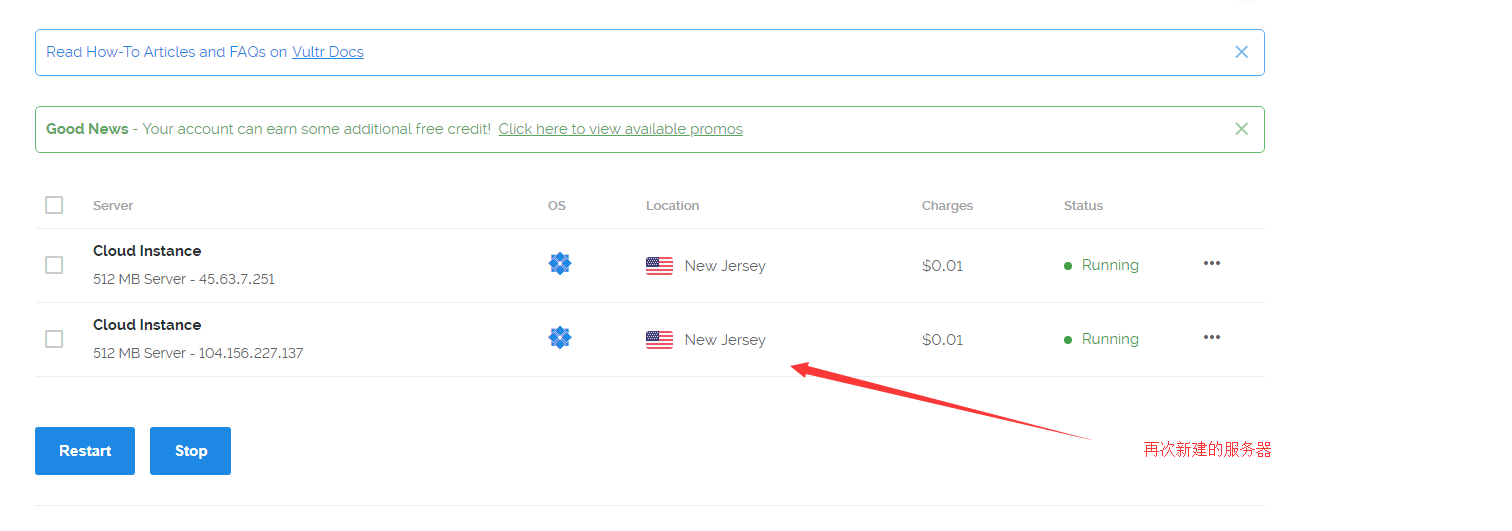 Read How-To Articles and FAQs on Vultr Docs
Good News - Your account can earn some additional free credit! Click here to view available promos
Server OS Location Charges Status
Cloud Instance
512 MB Server - 45.63.7.251
New Jersey $0.01 Running
Cloud Instance
512 MB Server - 104.156.227.137
New Jersey $0.01 Running
再次新建的服务器
Restart Stop